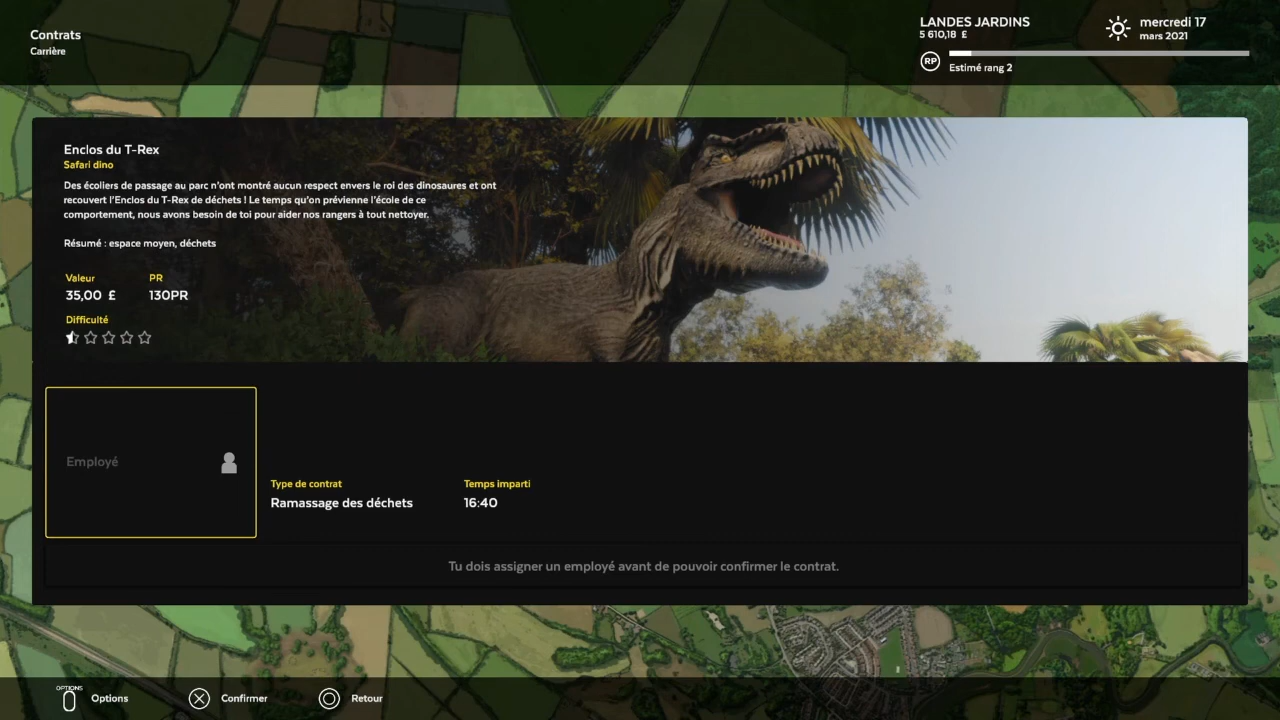 Contrats
Carrière
LANDES JARDINS
5 610,18 £
mercredi 17
mars 2021
RP
Estimé rang 2
Enclos du T-Rex
Safari dino
Des écoliers de passage au parc n'ont montré aucun respect envers le roi des dinosaures et ont
recouvert l'Enclos du T-Rex de déchets ! Le temps qu'on prévienne l'école de ce
comportement, nous avons besoin de toi pour aider nos rangers à tout nettoyer.
Résumé : espace moyen, déchets
Valeur PR
35,00 £ 130PR
Difficulté
Employé
Type de contrat Temps imparti
Ramassage des déchets 16:40
Tu dois assigner un employé avant de pouvoir confirmer le contrat.
OPTIONS Options Confirmer Retour